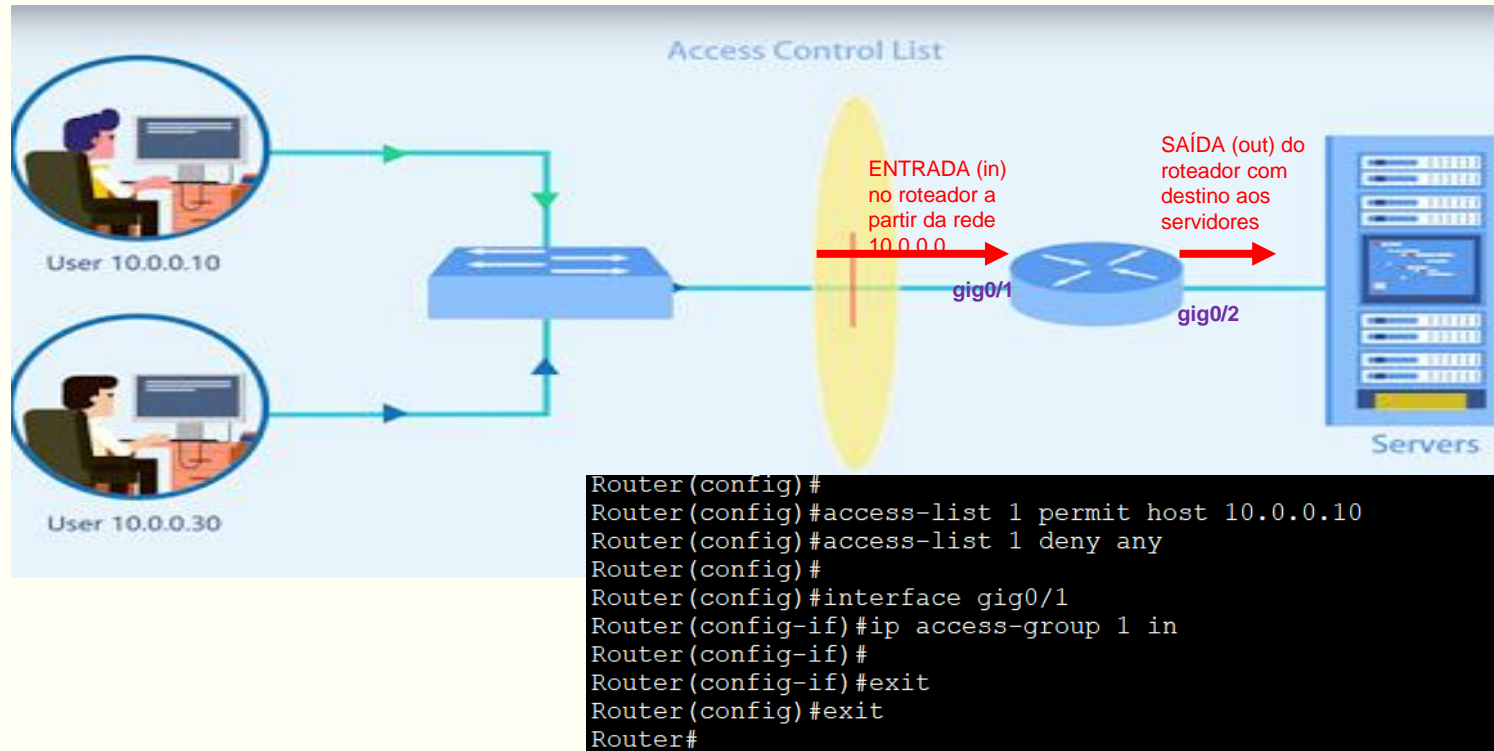 Access Control List
ENTRADA (in)
no roteador a
partir da rede
10.0.0.0
SAÍDA (out) do
roteador com
destino aos
servidores
User 10.0.0.10
gig0/1
gig0/2
Servers
User 10.0.0.30
Router(config)#
Router(config)#access-list 1 permit host 10.0.0.10
Router(config)#access-list 1 deny any
Router(config)#
Router(config)#interface gig0/1
Router(config-if)#ip access-group 1 in
Router(config-if)#
Router(config-if)#exit
Router(config)#exit
Router#